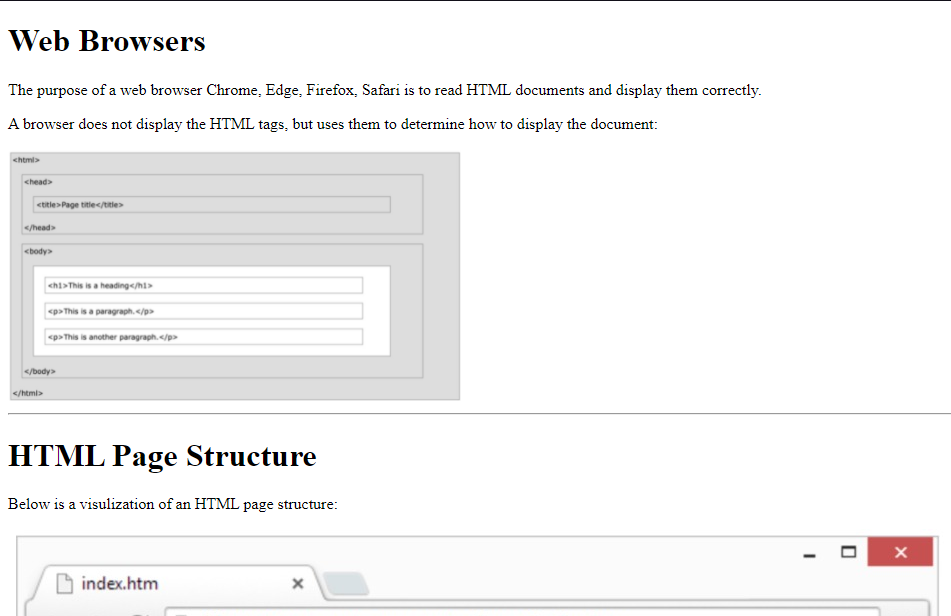 Web Browsers
The purpose of a web browser Chrome, Edge, Firefox, Safari is to read HTML documents and display them correctly.
A browser does not display the HTML tags, but uses them to determine how to display the document:
<html>
<head>
<title>Page title</title>
</head>
<body>
<h1>This is a heading</h1>
<p>This is a paragraph.</p>
<p>This is another paragraph.</p>
</body>
</html>
HTML Page Structure
Below is a visulization of an HTML page structure:
index.htm